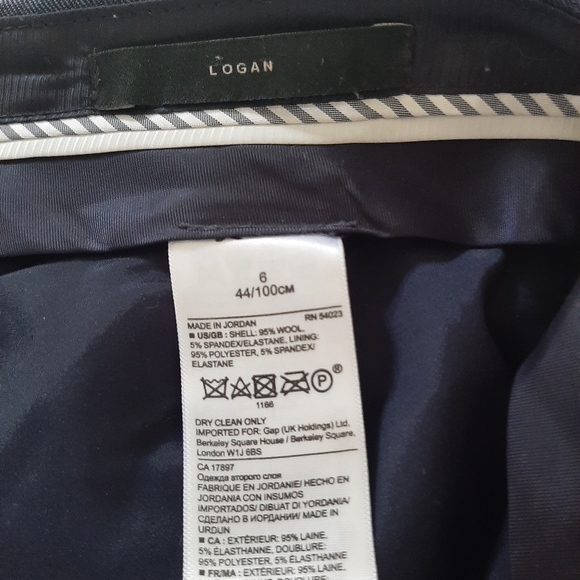 LOGAN
6
44/100CM
MADE IN JORDAN RN 54023
■ US/GB : SHELL: 95% WOOL,
5% SPANDEX/ELASTANE, LINING:
95% POLYESTER, 5% SPANDEX/
ELASTANE
P ®
1166
DRY CLEAN ONLY
IMPORTED FOR: Gap (UK Holdings) Ltd.
Berkeley Square House / Berkeley Square,
London W1J 6BS
CA 17897
Одежда второго слоя
FABRIQUE EN JORDANIE/ HECHO EN
JORDANIA CON INSUMOS
IMPORTADOS/ DIBUAT DI YORDANIA/
СДЕЛАНО В ИОРДАНИИ/ MADE IN
URDUN
■ CA : EXTÉRIEUR: 95% LAINE,
5% ÉLASTHANNE, DOUBLURE:
95% POLYESTER, 5% ÉLASTHANNE
■ FR/MA : EXTÉRIEUR: 95% LAINE,